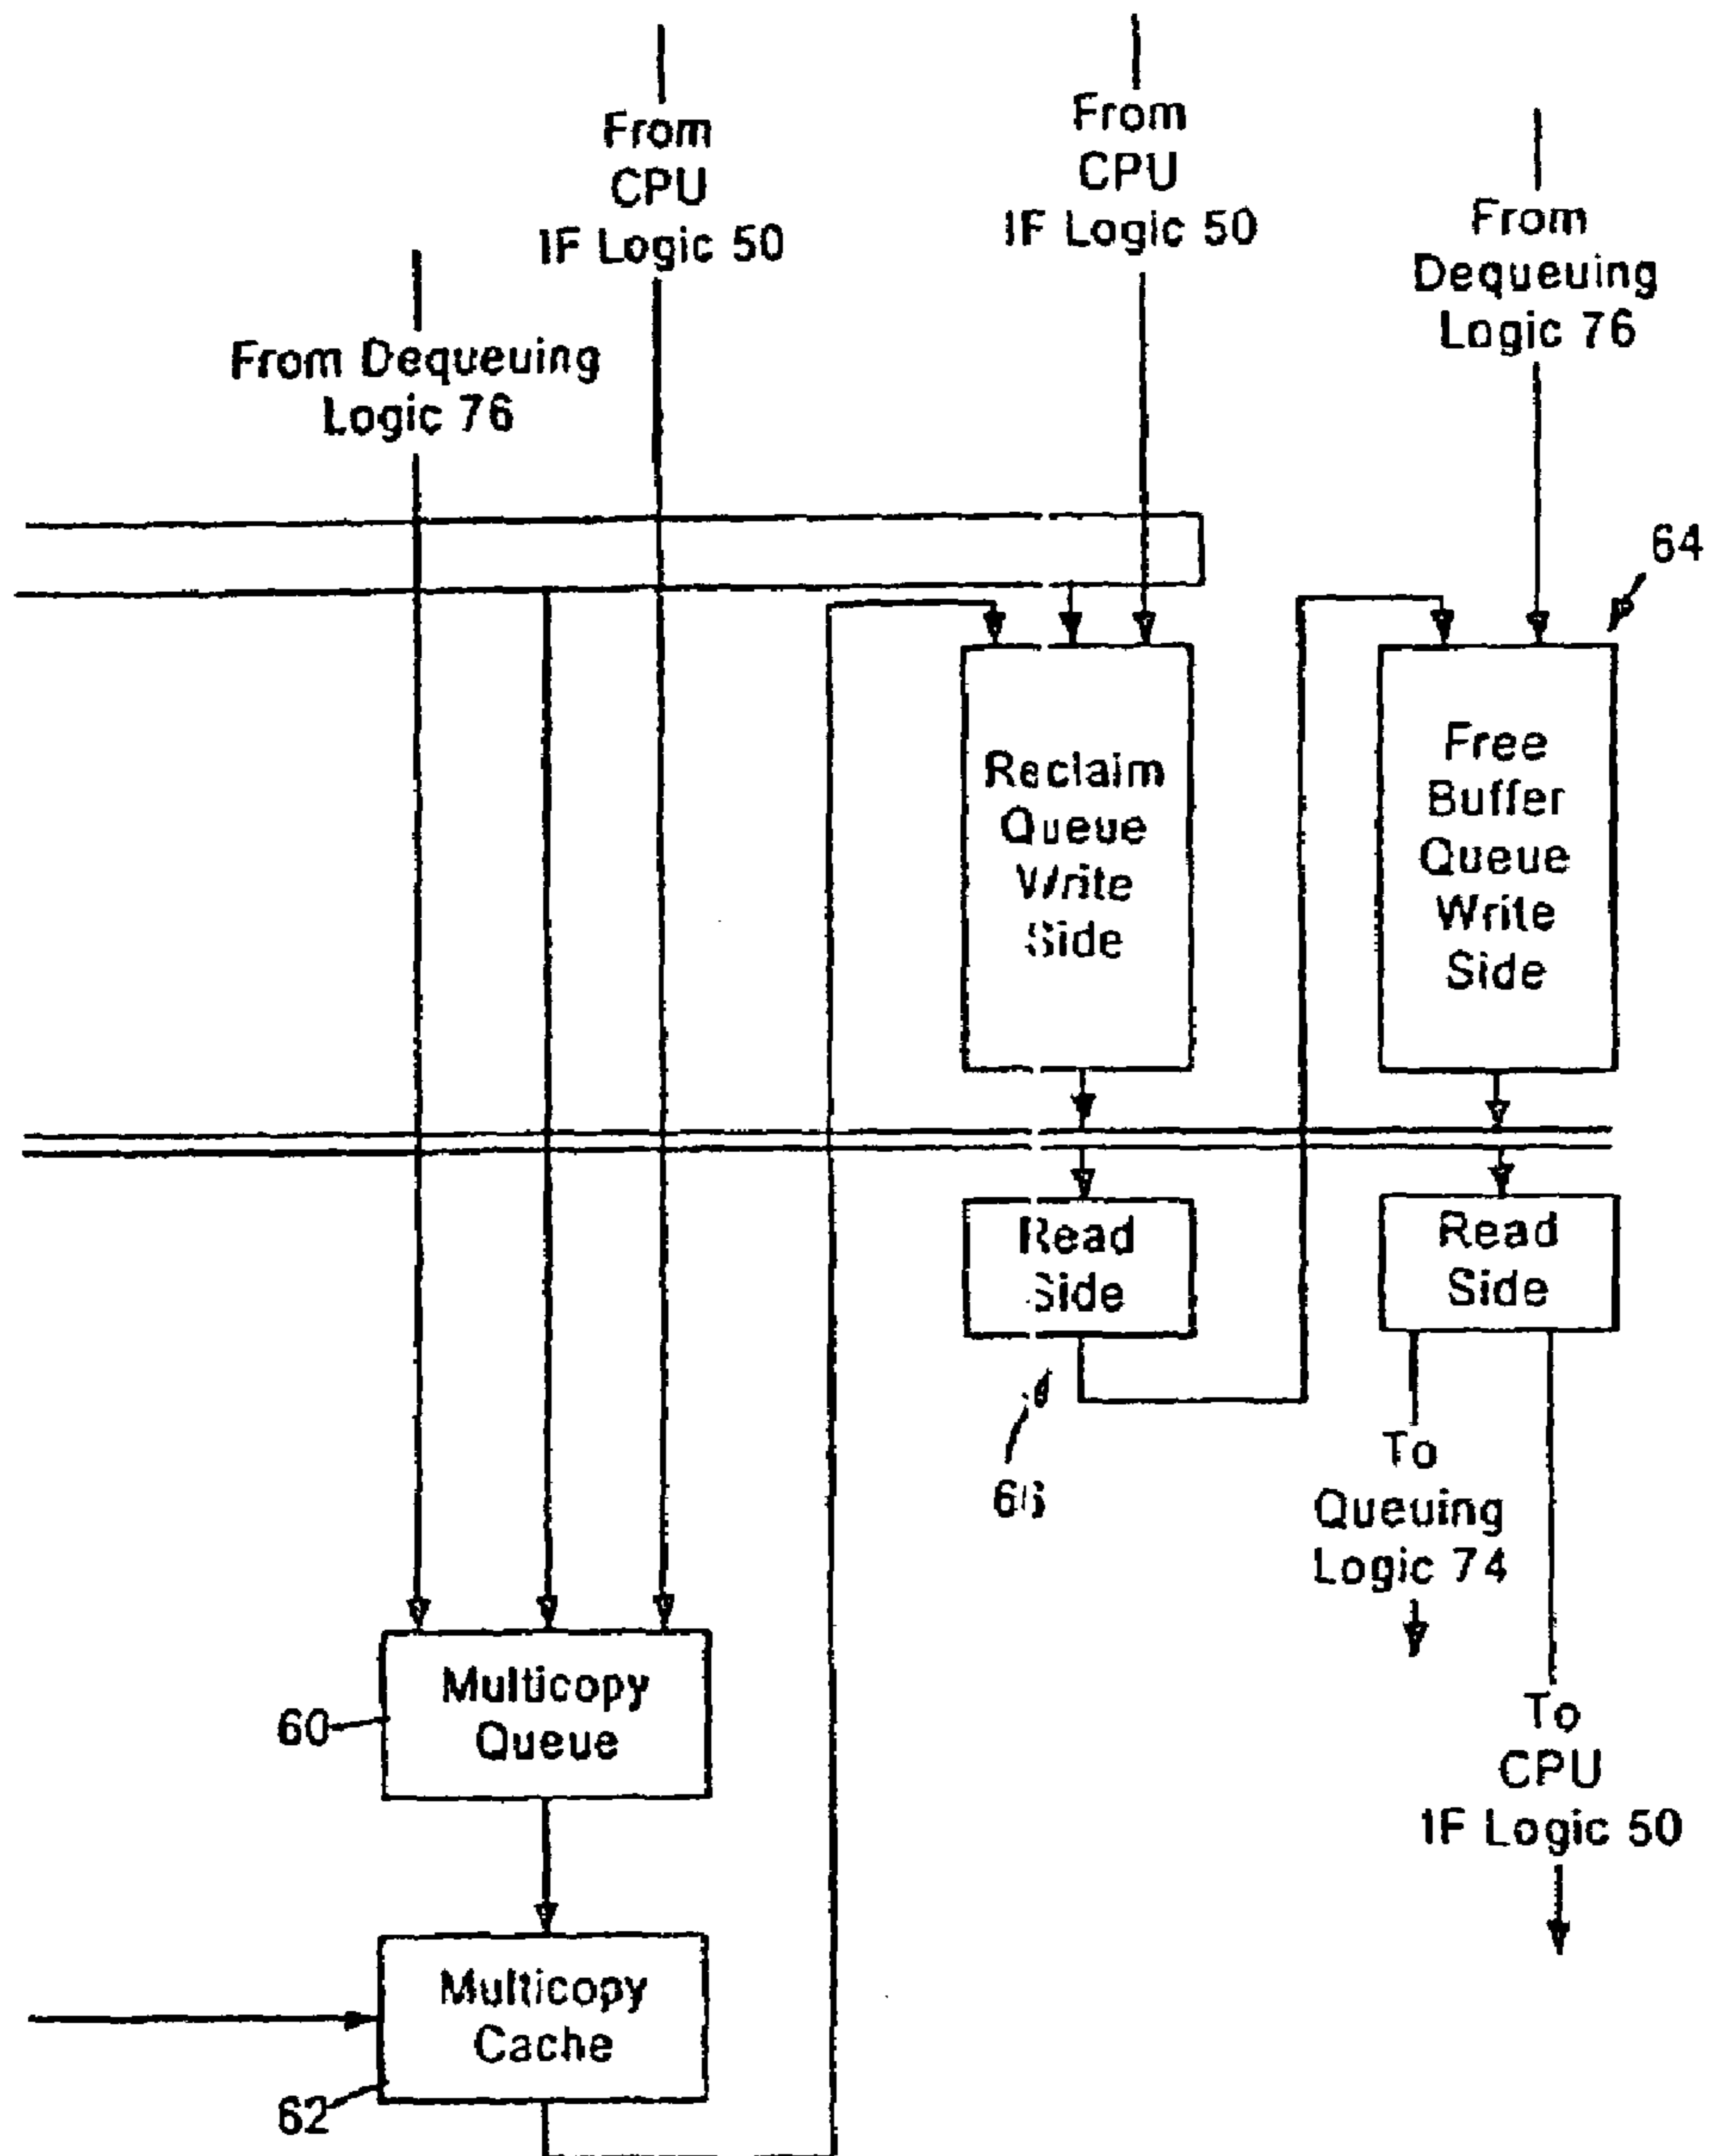 From
CPU
IF Logic 50
From
CPU
IF Logic 50
From
Dequeuing
Logic 76
From Dequeuing
Logic 76
64
Reclaim
Queue
Write
Side
Free
Buffer
Queue
Write
Side
Read
Side
Read
Side
66
To
Queuing
Logic 74
Multicopy
Queue
60
To
CPU
IF Logic 50
Multicopy
Cache
62